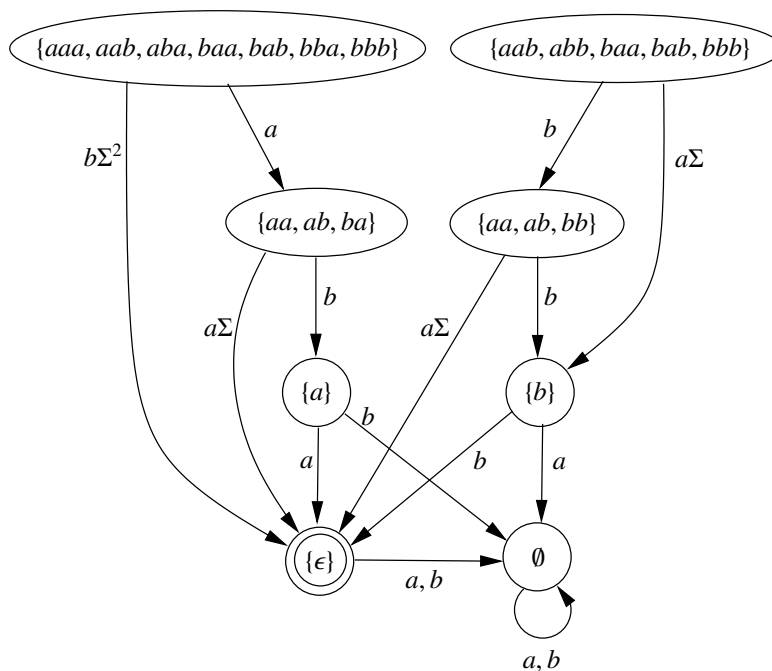 {aaa, aab, aba, baa, bab, bba, bbb} {aab, abb, baa, bab, bbb}
a b
bΣ² aΣ
{aa, ab, ba} {aa, ab, bb}
b b
aΣ aΣ
{a} {b}
b
a b a
{ϵ} ∅
a, b
a, b